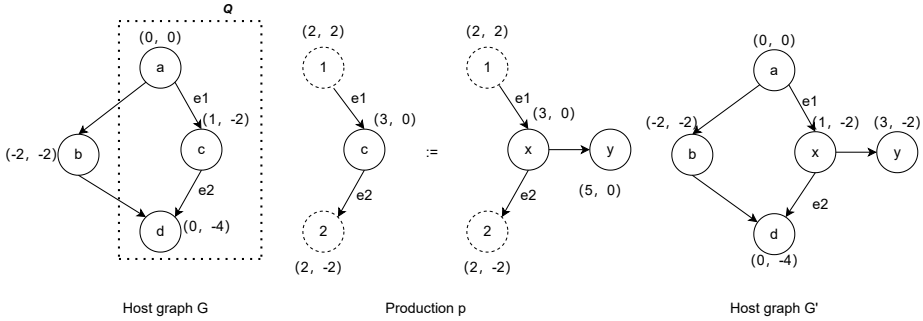 Q
(0, 0)
a
e1
(1, -2)
(-2, -2)
b
c
e2
d
(0, -4)
Host graph G
(2, 2)
1
e1
(3, 0)
c
e2
2
(2, -2)
:=
(2, 2)
1
e1
(3, 0)
x
y
(5, 0)
e2
2
(2, -2)
Production p
(0, 0)
a
e1
(-2, -2)
(1, -2)
(3, -2)
b
x
y
e2
d
(0, -4)
Host graph G'